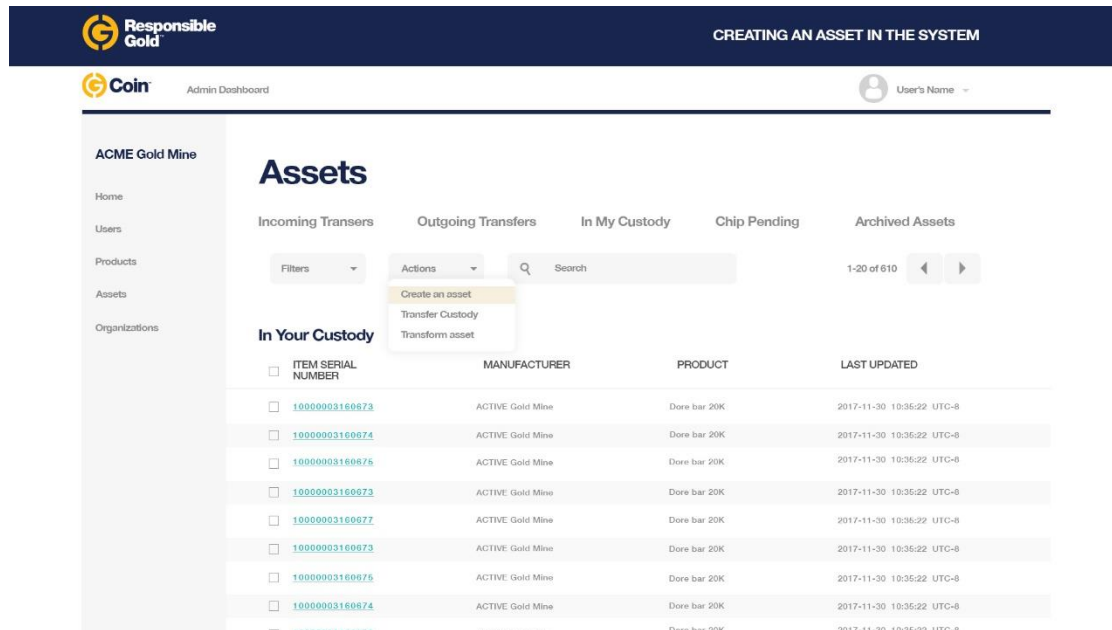 Responsible
Gold™
CREATING AN ASSET IN THE SYSTEM
Coin™ Admin Dashboard User's Name
ACME Gold Mine
Home
Users
Products
Assets
Organizations
Assets
Incoming Transers Outgoing Transfers In My Custody Chip Pending Archived Assets
Filters Actions Search 1-20 of 610
Create an asset
Transfer Custody
Transform asset
In Your Custody
ITEM SERIAL
NUMBER MANUFACTURER PRODUCT LAST UPDATED
10000003160673 ACTIVE Gold Mine Dore bar 20K 2017-11-30 10:35:22 UTC-8
10000003160674 ACTIVE Gold Mine Dore bar 20K 2017-11-30 10:35:22 UTC-8
10000003160675 ACTIVE Gold Mine Dore bar 20K 2017-11-30 10:35:22 UTC-8
10000003160673 ACTIVE Gold Mine Dore bar 20K 2017-11-30 10:35:22 UTC-8
10000003160677 ACTIVE Gold Mine Dore bar 20K 2017-11-30 10:35:22 UTC-8
10000003160673 ACTIVE Gold Mine Dore bar 20K 2017-11-30 10:35:22 UTC-8
10000003160675 ACTIVE Gold Mine Dore bar 20K 2017-11-30 10:35:22 UTC-8
10000003160674 ACTIVE Gold Mine Dore bar 20K 2017-11-30 10:35:22 UTC-8